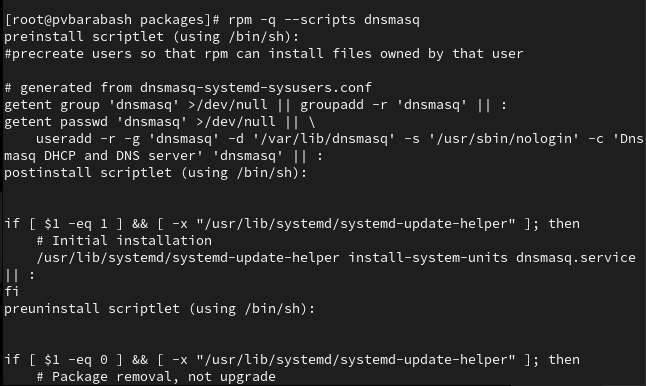 [root@pvbarabash packages]# rpm -q --scripts dnsmasq
preinstall scriptlet (using /bin/sh):
#precreate users so that rpm can install files owned by that user

# generated from dnsmasq-systemd-sysusers.conf
getent group 'dnsmasq' >/dev/null || groupadd -r 'dnsmasq' || :
getent passwd 'dnsmasq' >/dev/null || \
    useradd -r -g 'dnsmasq' -d '/var/lib/dnsmasq' -s '/usr/sbin/nologin' -c 'Dns
masq DHCP and DNS server' 'dnsmasq' || :
postinstall scriptlet (using /bin/sh):


if [ $1 -eq 1 ] && [ -x "/usr/lib/systemd/systemd-update-helper" ]; then
    # Initial installation
    /usr/lib/systemd/systemd-update-helper install-system-units dnsmasq.service
|| :
fi
preuninstall scriptlet (using /bin/sh):


if [ $1 -eq 0 ] && [ -x "/usr/lib/systemd/systemd-update-helper" ]; then
    # Package removal, not upgrade